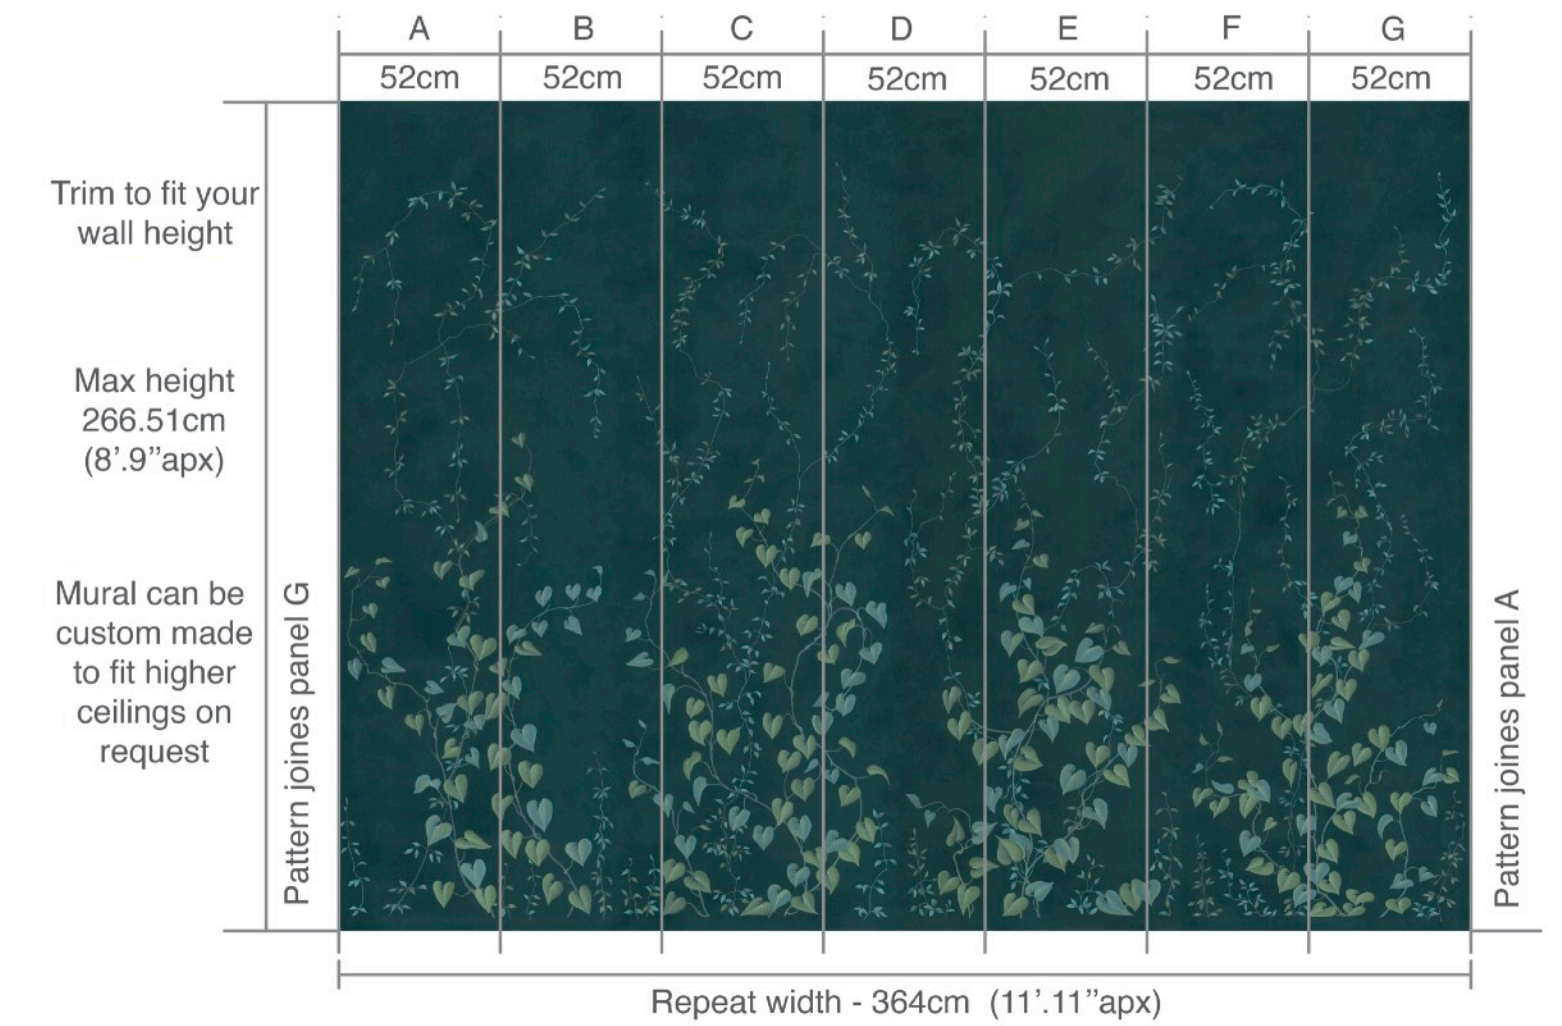 A B C D E F G
52cm 52cm 52cm 52cm 52cm 52cm 52cm
Trim to fit your
wall height
Max height
266.51cm
(8'.9”apx)
Mural can be
custom made
to fit higher
ceilings on
request
Pattern joines panel G
Pattern joines panel A
Repeat width - 364cm (11'.11”apx)